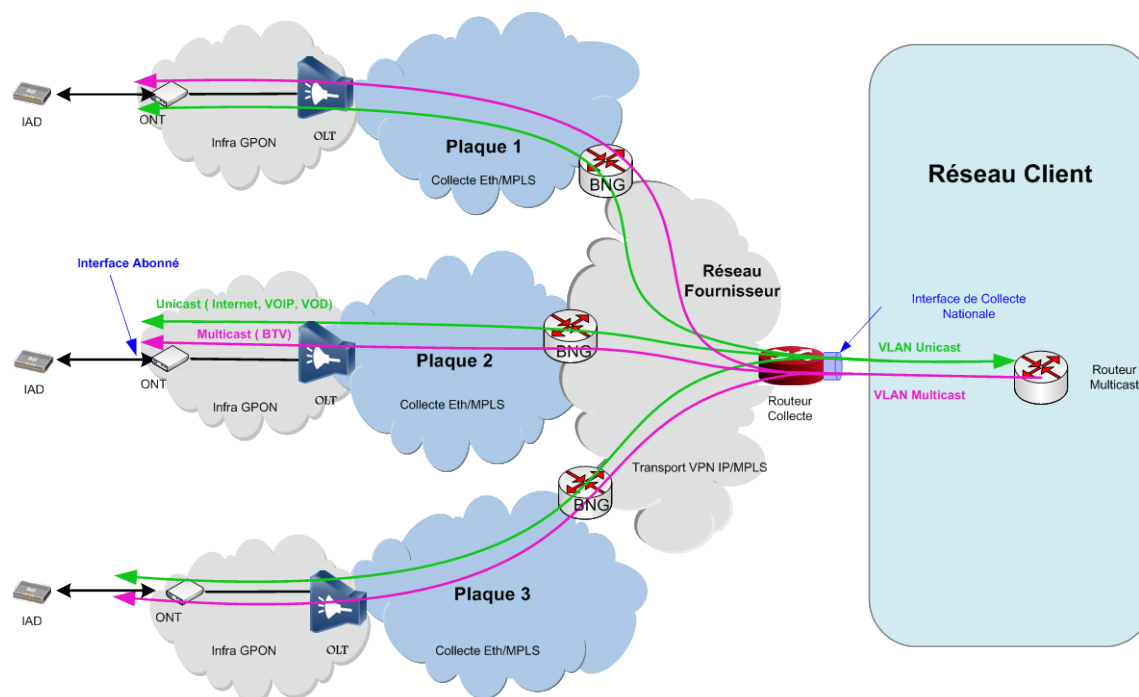 IAD
ONT
Infra GPON
OLT
Plaque 1
Collecte Eth/MPLS
BNG
Réseau Client
Interface Abonné
Unicast ( Internet, VOIP, VOD)
Multicast ( BTV)
IAD
ONT
Infra GPON
OLT
Plaque 2
Collecte Eth/MPLS
BNG
Réseau
Fournisseur
Interface de Collecte
Nationale
VLAN Unicast
VLAN Multicast
Routeur
Collecte
Routeur
Multicast
Transport VPN IP/MPLS
BNG
IAD
ONT
Infra GPON
OLT
Plaque 3
Collecte Eth/MPLS